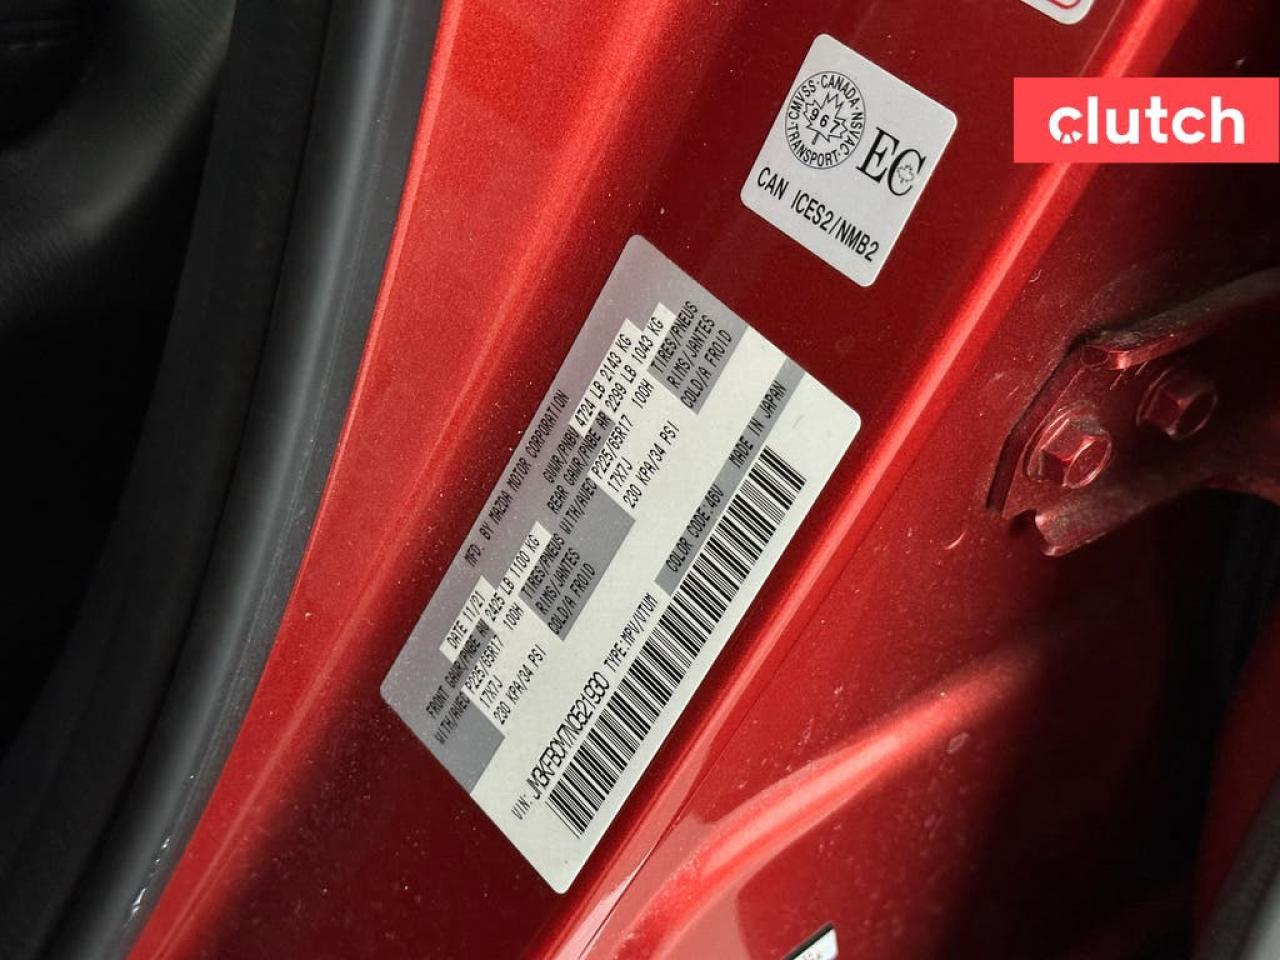 clutch
CMVSS·CANADA·NSVAC
967
TRANSPORT
EC
CAN ICES2/NMB2
MFD. BY MAZDA MOTOR CORPORATION
DATE 11/21 GVWR/PNBV 4724 LB 2143 KG
FRONT GAWR/PNBE AV 2425 LB 1100 KG REAR GAWR/PNBE AR 2299 LB 1043 KG
WITH/AVEC P225/65R17 100H TIRES/PNEUS WITH/AVEC P225/65R17 100H TIRES/PNEUS
17X7J RIMS/JANTES 17X7J RIMS/JANTES
230 KPA/34 PSI COLD/A FROID 230 KPA/34 PSI COLD/A FROID
COLOR CODE:46V MADE IN JAPAN
VIN: TYPE:MPV/VTUM